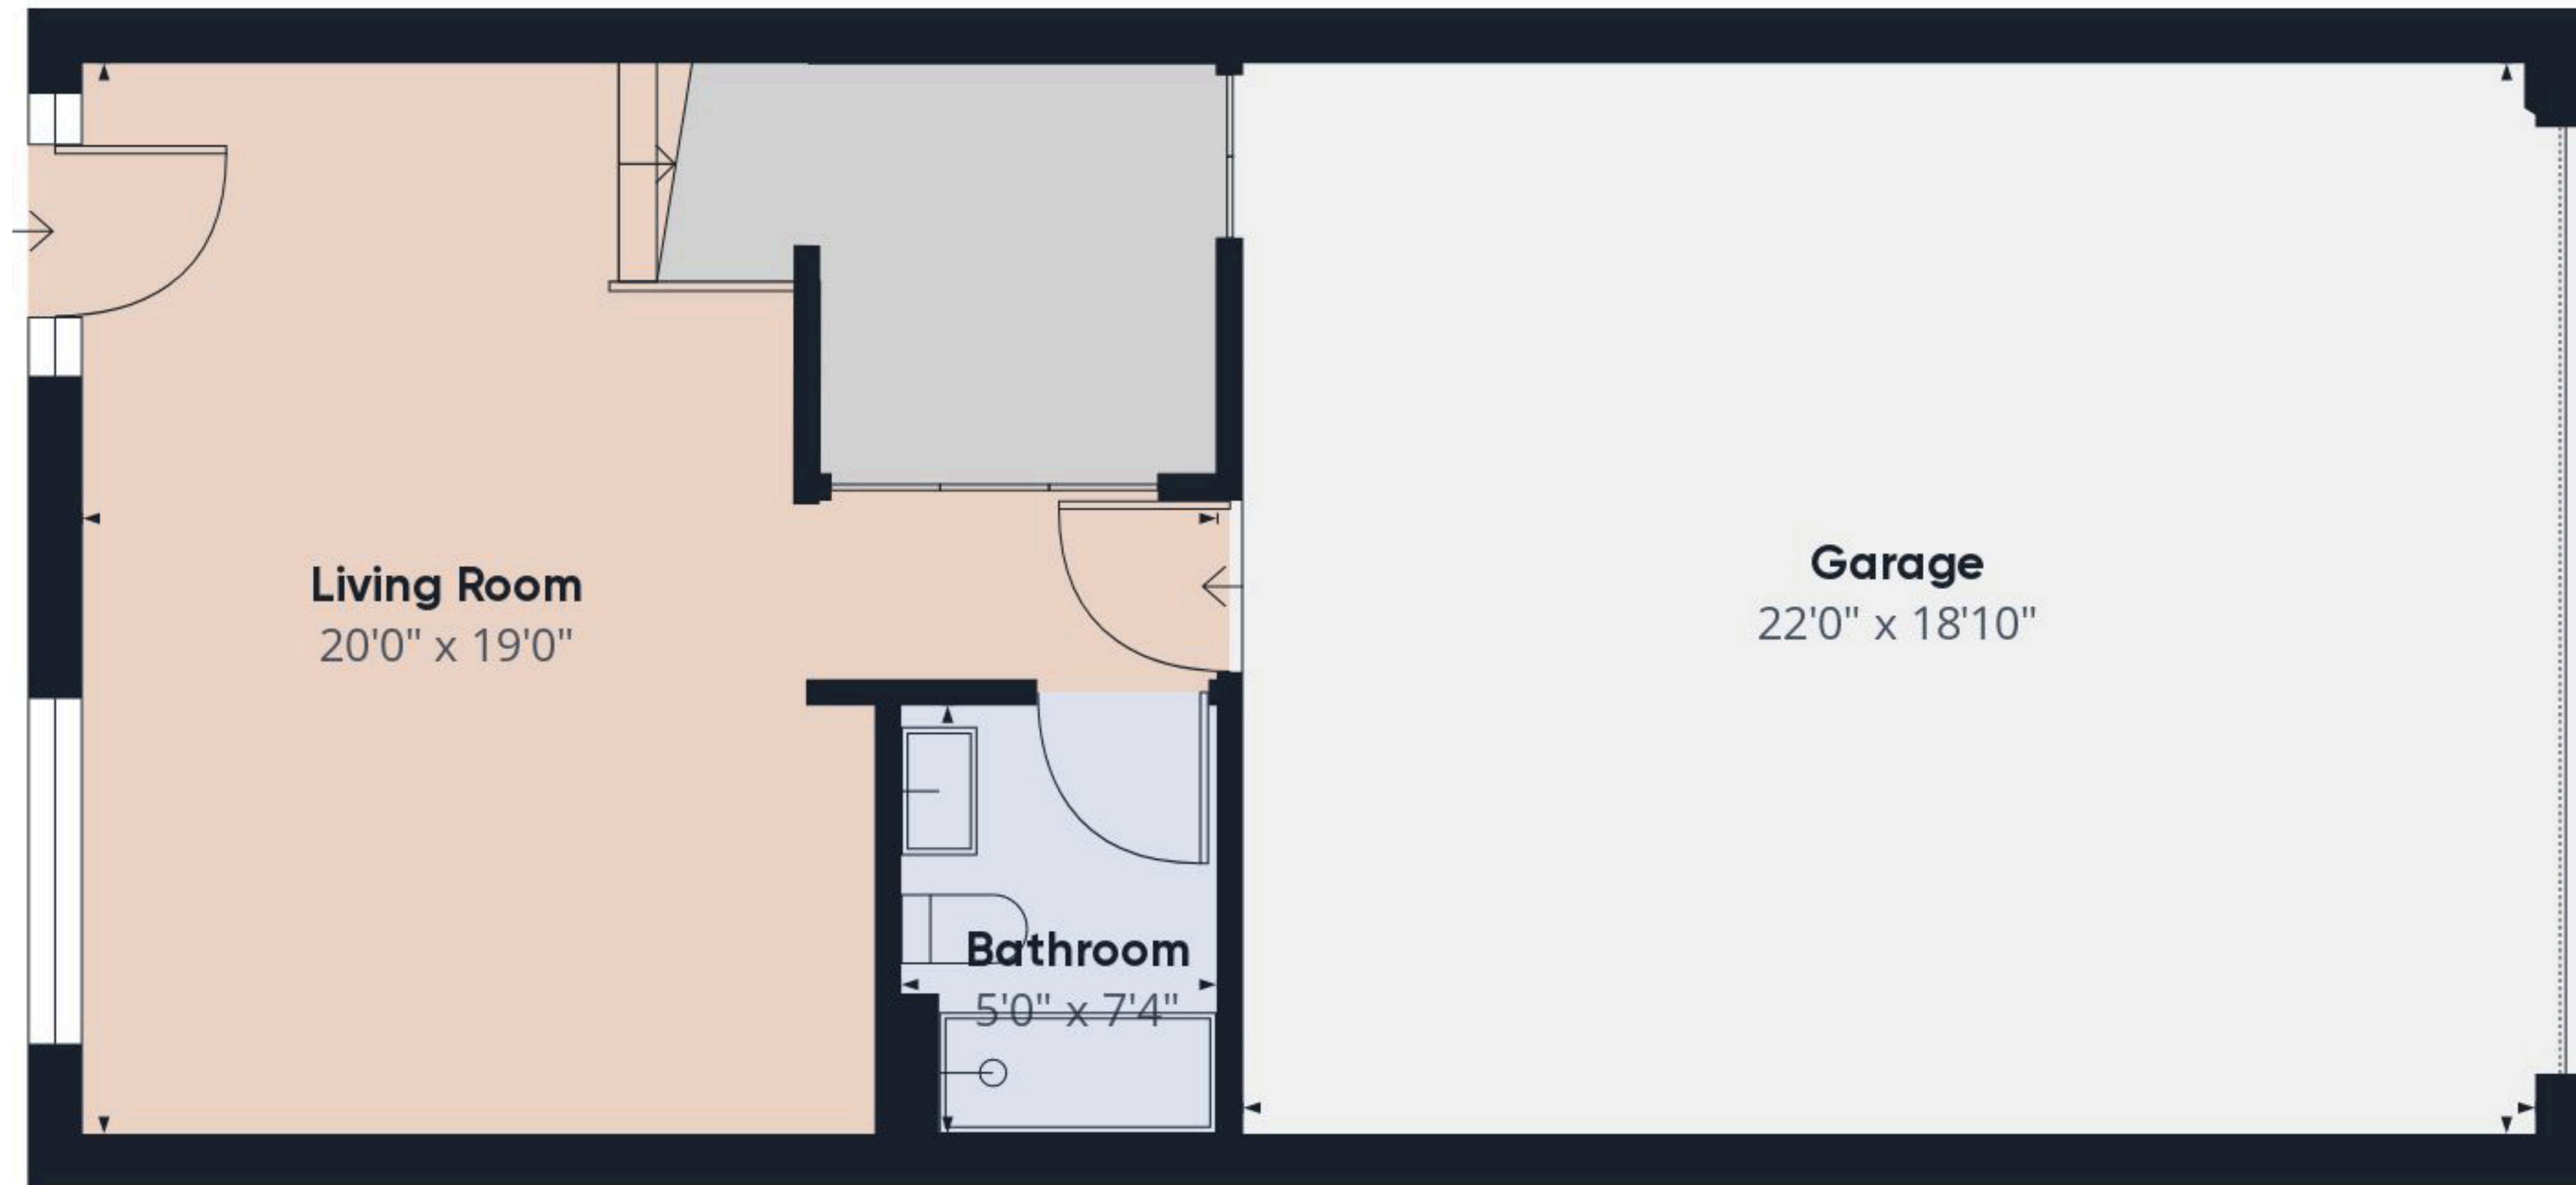 Living Room
20'0" x 19'0"
Garage
22'0" x 18'10"
Bathroom
5'0" x 7'4"